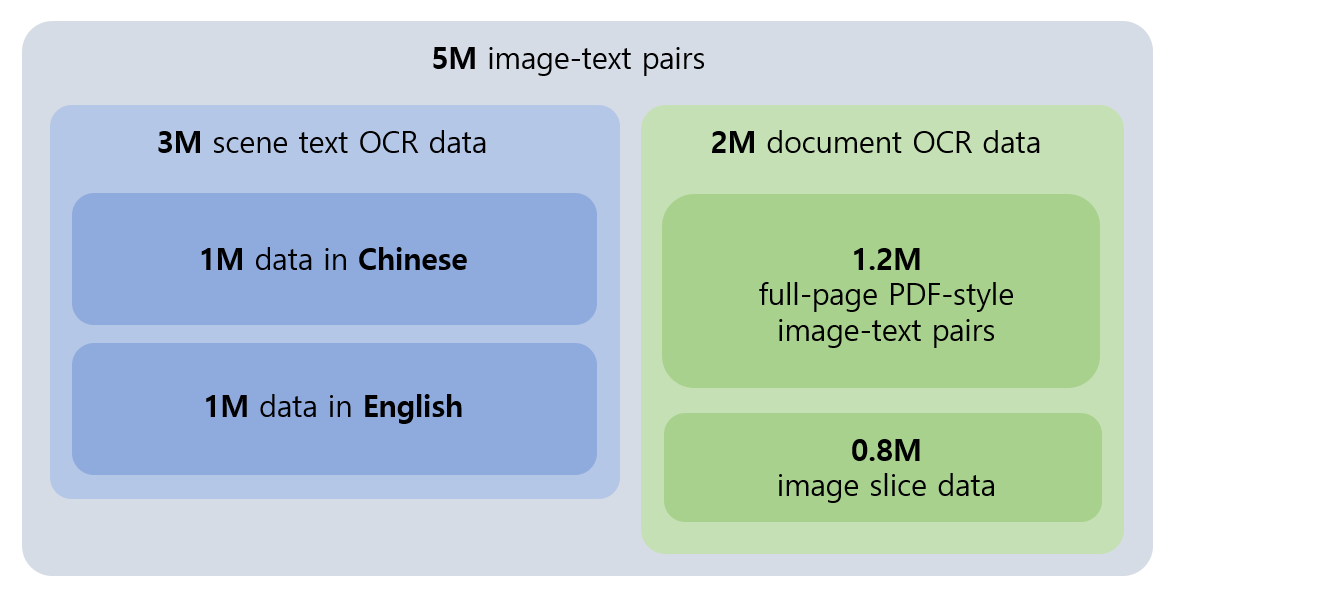 5M image-text pairs
3M scene text OCR data
1M data in Chinese
1M data in English
2M document OCR data
1.2M
full-page PDF-style
image-text pairs
0.8M
image slice data